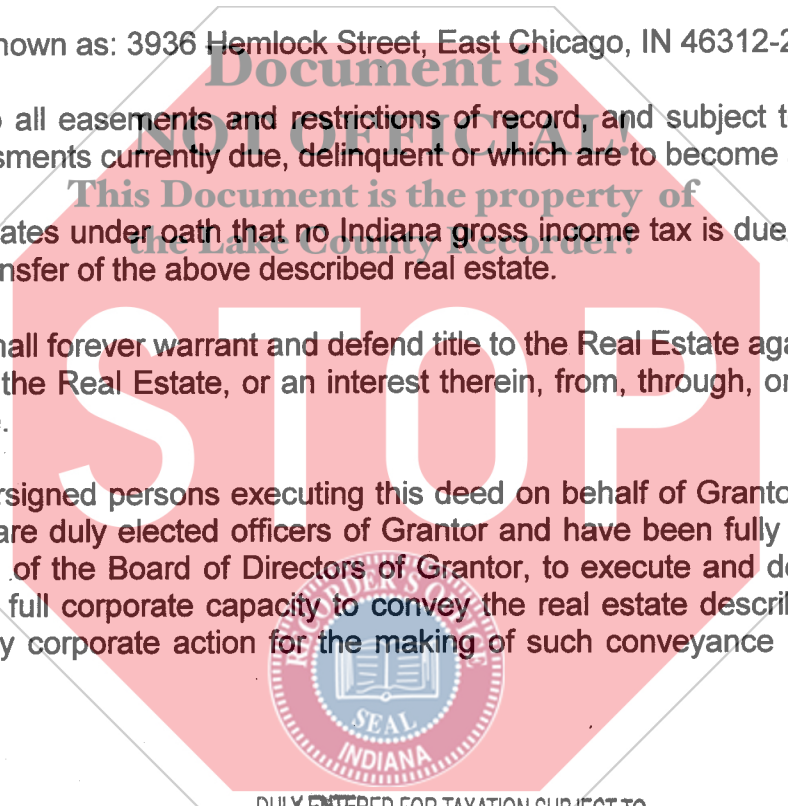 nown as: 3936 Hemlock Street, East Chicago, IN 46312-2
Document is
all easements and restrictions of record, and subject t
NOT OFFICIAL!
sments currently due, delinquent or which are to become
This Document is the property of
ates under oath that no Indiana gross income tax is due
the Lake County Recorder!
nsfer of the above described real estate.
STOP
hall forever warrant and defend title to the Real Estate aga
the Real Estate, or an interest therein, from, through, or
rsigned persons executing this deed on behalf of Granto
are duly elected officers of Grantor and have been fully
of the Board of Directors of Grantor, to execute and de
full corporate capacity to convey the real estate descri
y corporate action for the making of such conveyance
RECORDER'S OFFICE
SEAL
INDIANA
DULY ENTERED FOR TAXATION SUBJECT TO